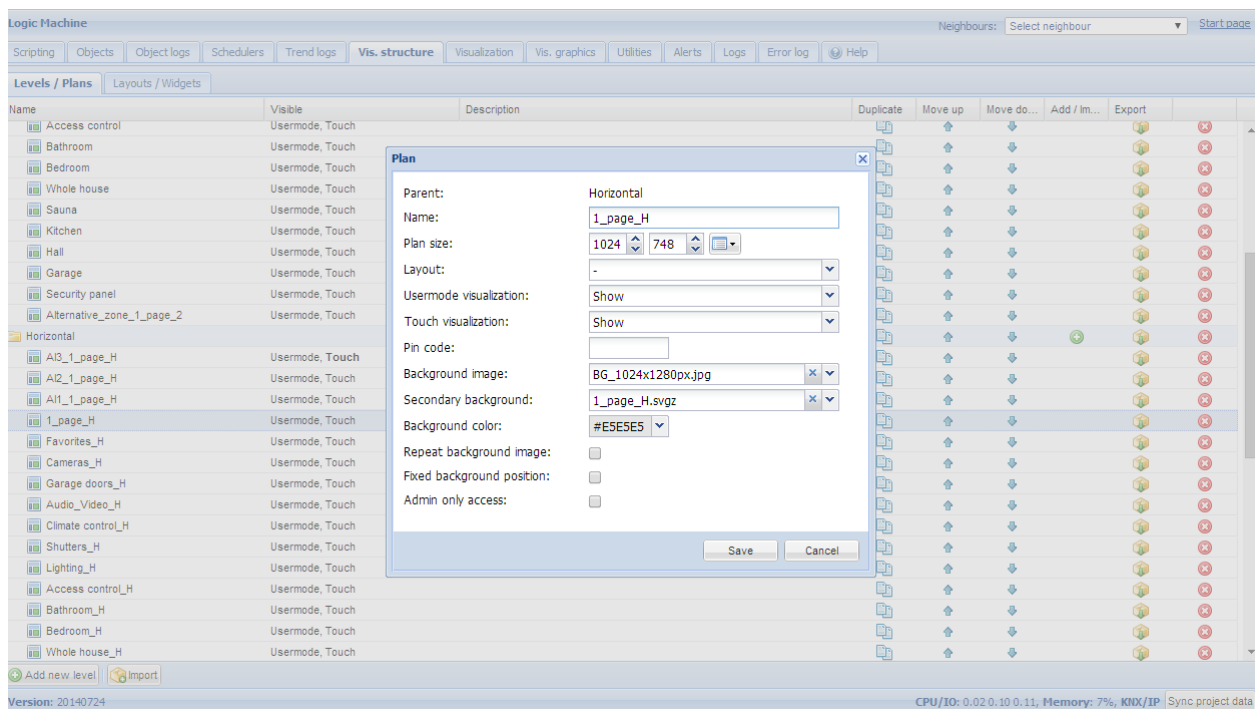 Logic Machine Neighbours: Select neighbour Start page
Scripting Objects Object logs Schedulers Trend logs Vis. structure Visualization Vis. graphics Utilities Alerts Logs Error log Help
Levels / Plans Layouts / Widgets
Name Visible Description Duplicate Move up Move do... Add / Im... Export
Access control Usermode, Touch
Bathroom Usermode, Touch
Bedroom Usermode, Touch
Whole house Usermode, Touch
Sauna Usermode, Touch
Kitchen Usermode, Touch
Hall Usermode, Touch
Garage Usermode, Touch
Security panel Usermode, Touch
Alternative_zone_1_page_2 Usermode, Touch
Horizontal
AI3_1_page_H Usermode, Touch
AI2_1_page_H Usermode, Touch
AI1_1_page_H Usermode, Touch
1_page_H Usermode, Touch
Favorites_H Usermode, Touch
Cameras_H Usermode, Touch
Garage doors_H Usermode, Touch
Audio_Video_H Usermode, Touch
Climate control_H Usermode, Touch
Shutters_H Usermode, Touch
Lighting_H Usermode, Touch
Access control_H Usermode, Touch
Bathroom_H Usermode, Touch
Bedroom_H Usermode, Touch
Whole house_H Usermode, Touch
Plan
Parent: Horizontal
Name: 1_page_H
Plan size: 1024 748
Layout: -
Usermode visualization: Show
Touch visualization: Show
Pin code:
Background image: BG_1024x1280px.jpg
Secondary background: 1_page_H.svgz
Background color: #E5E5E5
Repeat background image:
Fixed background position:
Admin only access:
Save Cancel
Add new level Import
Version: 20140724 CPU/IO: 0.02 0.10 0.11, Memory: 7%, KNX/IP Sync project data